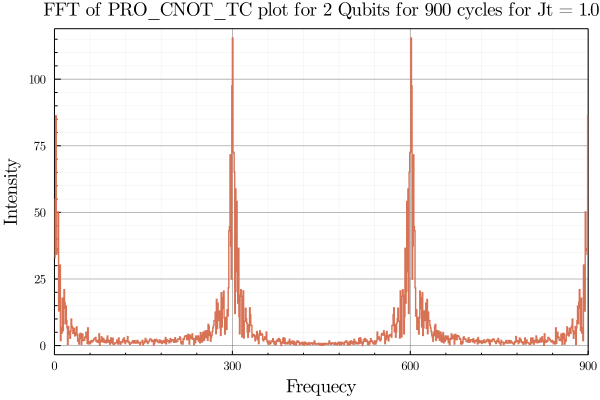 FFT of PRO_CNOT_TC plot for 2 Qubits for 900 cycles for Jt = 1.0
100
75
50
25
0
Intensity
0 300 600 900
Frequecy